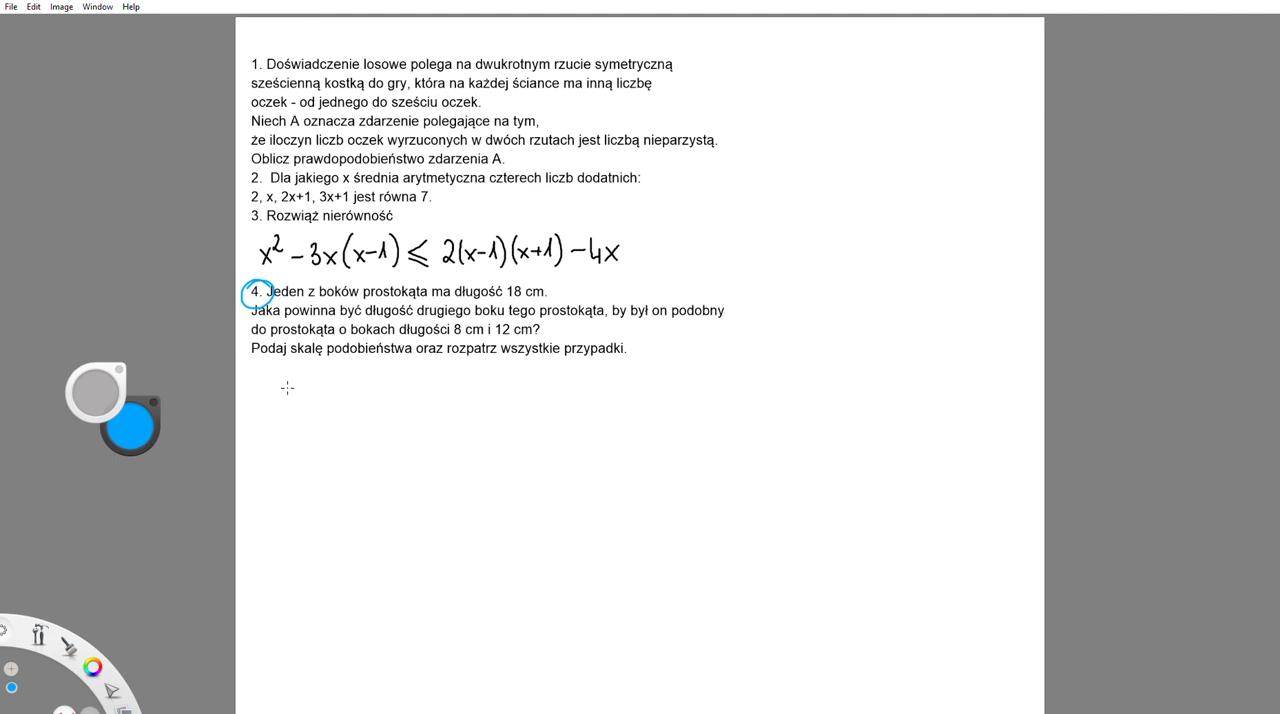 File Edit Image Window Help
1. Doświadczenie losowe polega na dwukrotnym rzucie symetryczną
sześcienną kostką do gry, która na każdej ściance ma inną liczbę
oczek - od jednego do sześciu oczek.
Niech A oznacza zdarzenie polegające na tym,
że iloczyn liczb oczek wyrzuconych w dwóch rzutach jest liczbą nieparzystą.
Oblicz prawdopodobieństwo zdarzenia A.
2.  Dla jakiego x średnia arytmetyczna czterech liczb dodatnich:
2, x, 2x+1, 3x+1 jest równa 7.
3. Rozwiąż nierówność
x² - 3x(x-1) ⩽ 2(x-1)(x+1) - 4x
4. Jeden z boków prostokąta ma długość 18 cm.
Jaka powinna być długość drugiego boku tego prostokąta, by był on podobny
do prostokąta o bokach długości 8 cm i 12 cm?
Podaj skalę podobieństwa oraz rozpatrz wszystkie przypadki.